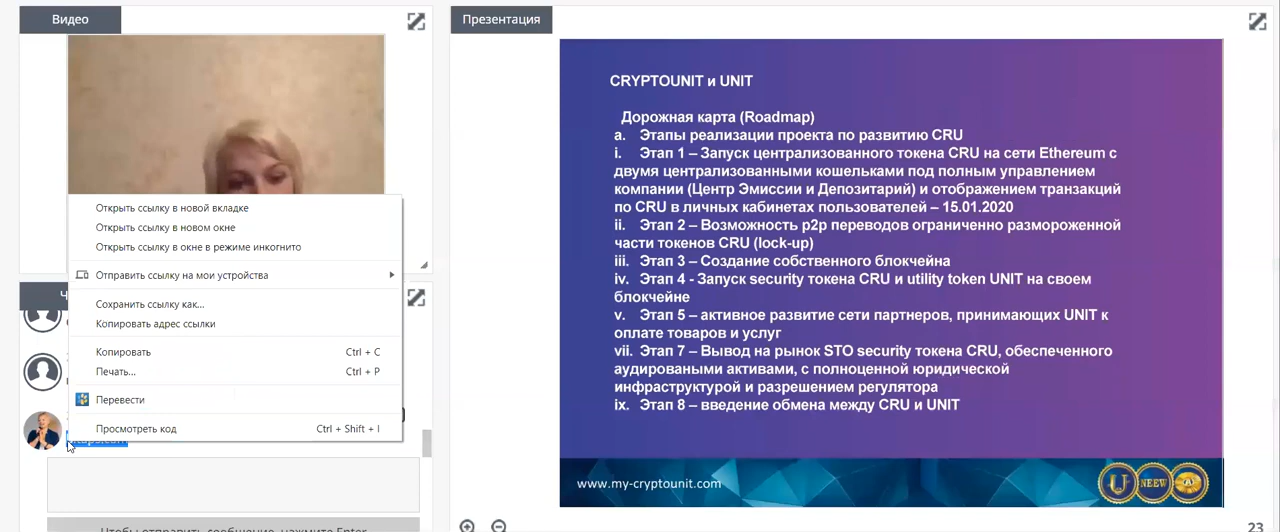 Видео
Презентация
CRYPTOUNIT и UNIT
Дорожная карта (Roadmap)
a. Этапы реализации проекта по развитию CRU
i. Этап 1 – Запуск централизованного токена CRU на сети Ethereum с
двумя централизованными кошельками под полным управлением
компании (Центр Эмиссии и Депозитарий) и отображением транзакций
по CRU в личных кабинетах пользователей – 15.01.2020
ii. Этап 2 – Возможность p2p переводов ограниченно размороженной
части токенов CRU (lock-up)
iii. Этап 3 – Создание собственного блокчейна
iv. Этап 4 - Запуск security токена CRU и utility token UNIT на своем
блокчейне
v. Этап 5 – активное развитие сети партнеров, принимающих UNIT к
оплате товаров и услуг
vii. Этап 7 – Вывод на рынок STO security токена CRU, обеспеченного
аудироваными активами, с полноценной юридической
инфраструктурой и разрешением регулятора
ix. Этап 8 – введение обмена между CRU и UNIT
www.my-cryptounit.com
NEEW
23
Открыть ссылку в новой вкладке
Открыть ссылку в новом окне
Открыть ссылку в окне в режиме инкогнито
Отправить ссылку на мои устройства
Сохранить ссылку как...
Копировать адрес ссылки
Копировать Ctrl + C
Печать... Ctrl + P
Перевести
Просмотреть код Ctrl + Shift + I
Чтобы отправить сообщение, нажмите Enter